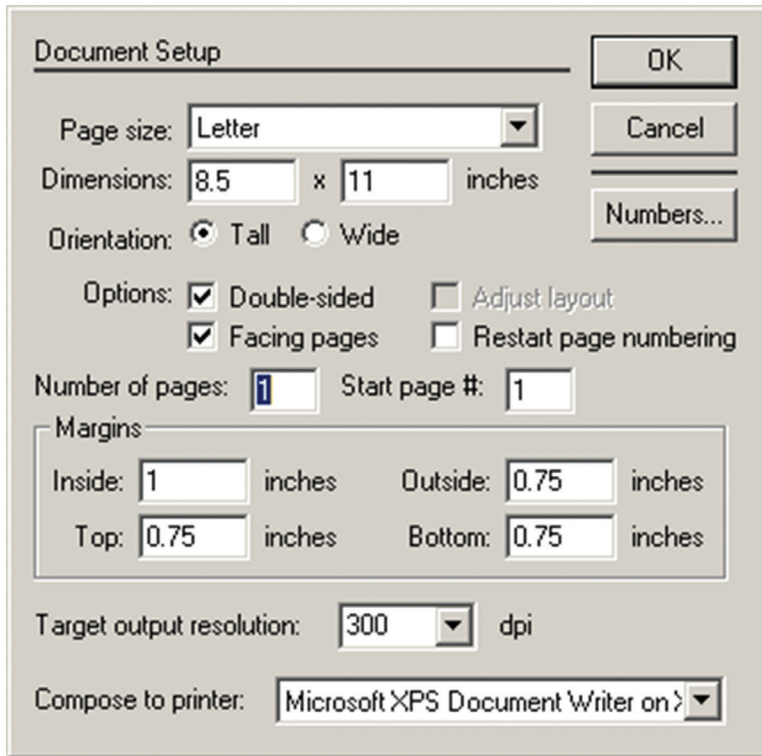 Document Setup
OK
Page size: Letter
Cancel
Dimensions: 8.5 x 11 inches
Numbers...
Orientation: Tall Wide
Options: Double-sided Adjust layout
Facing pages Restart page numbering
Number of pages: 1 Start page #: 1
Margins
Inside: 1 inches Outside: 0.75 inches
Top: 0.75 inches Bottom: 0.75 inches
Target output resolution: 300 dpi
Compose to printer: Microsoft XPS Document Writer on